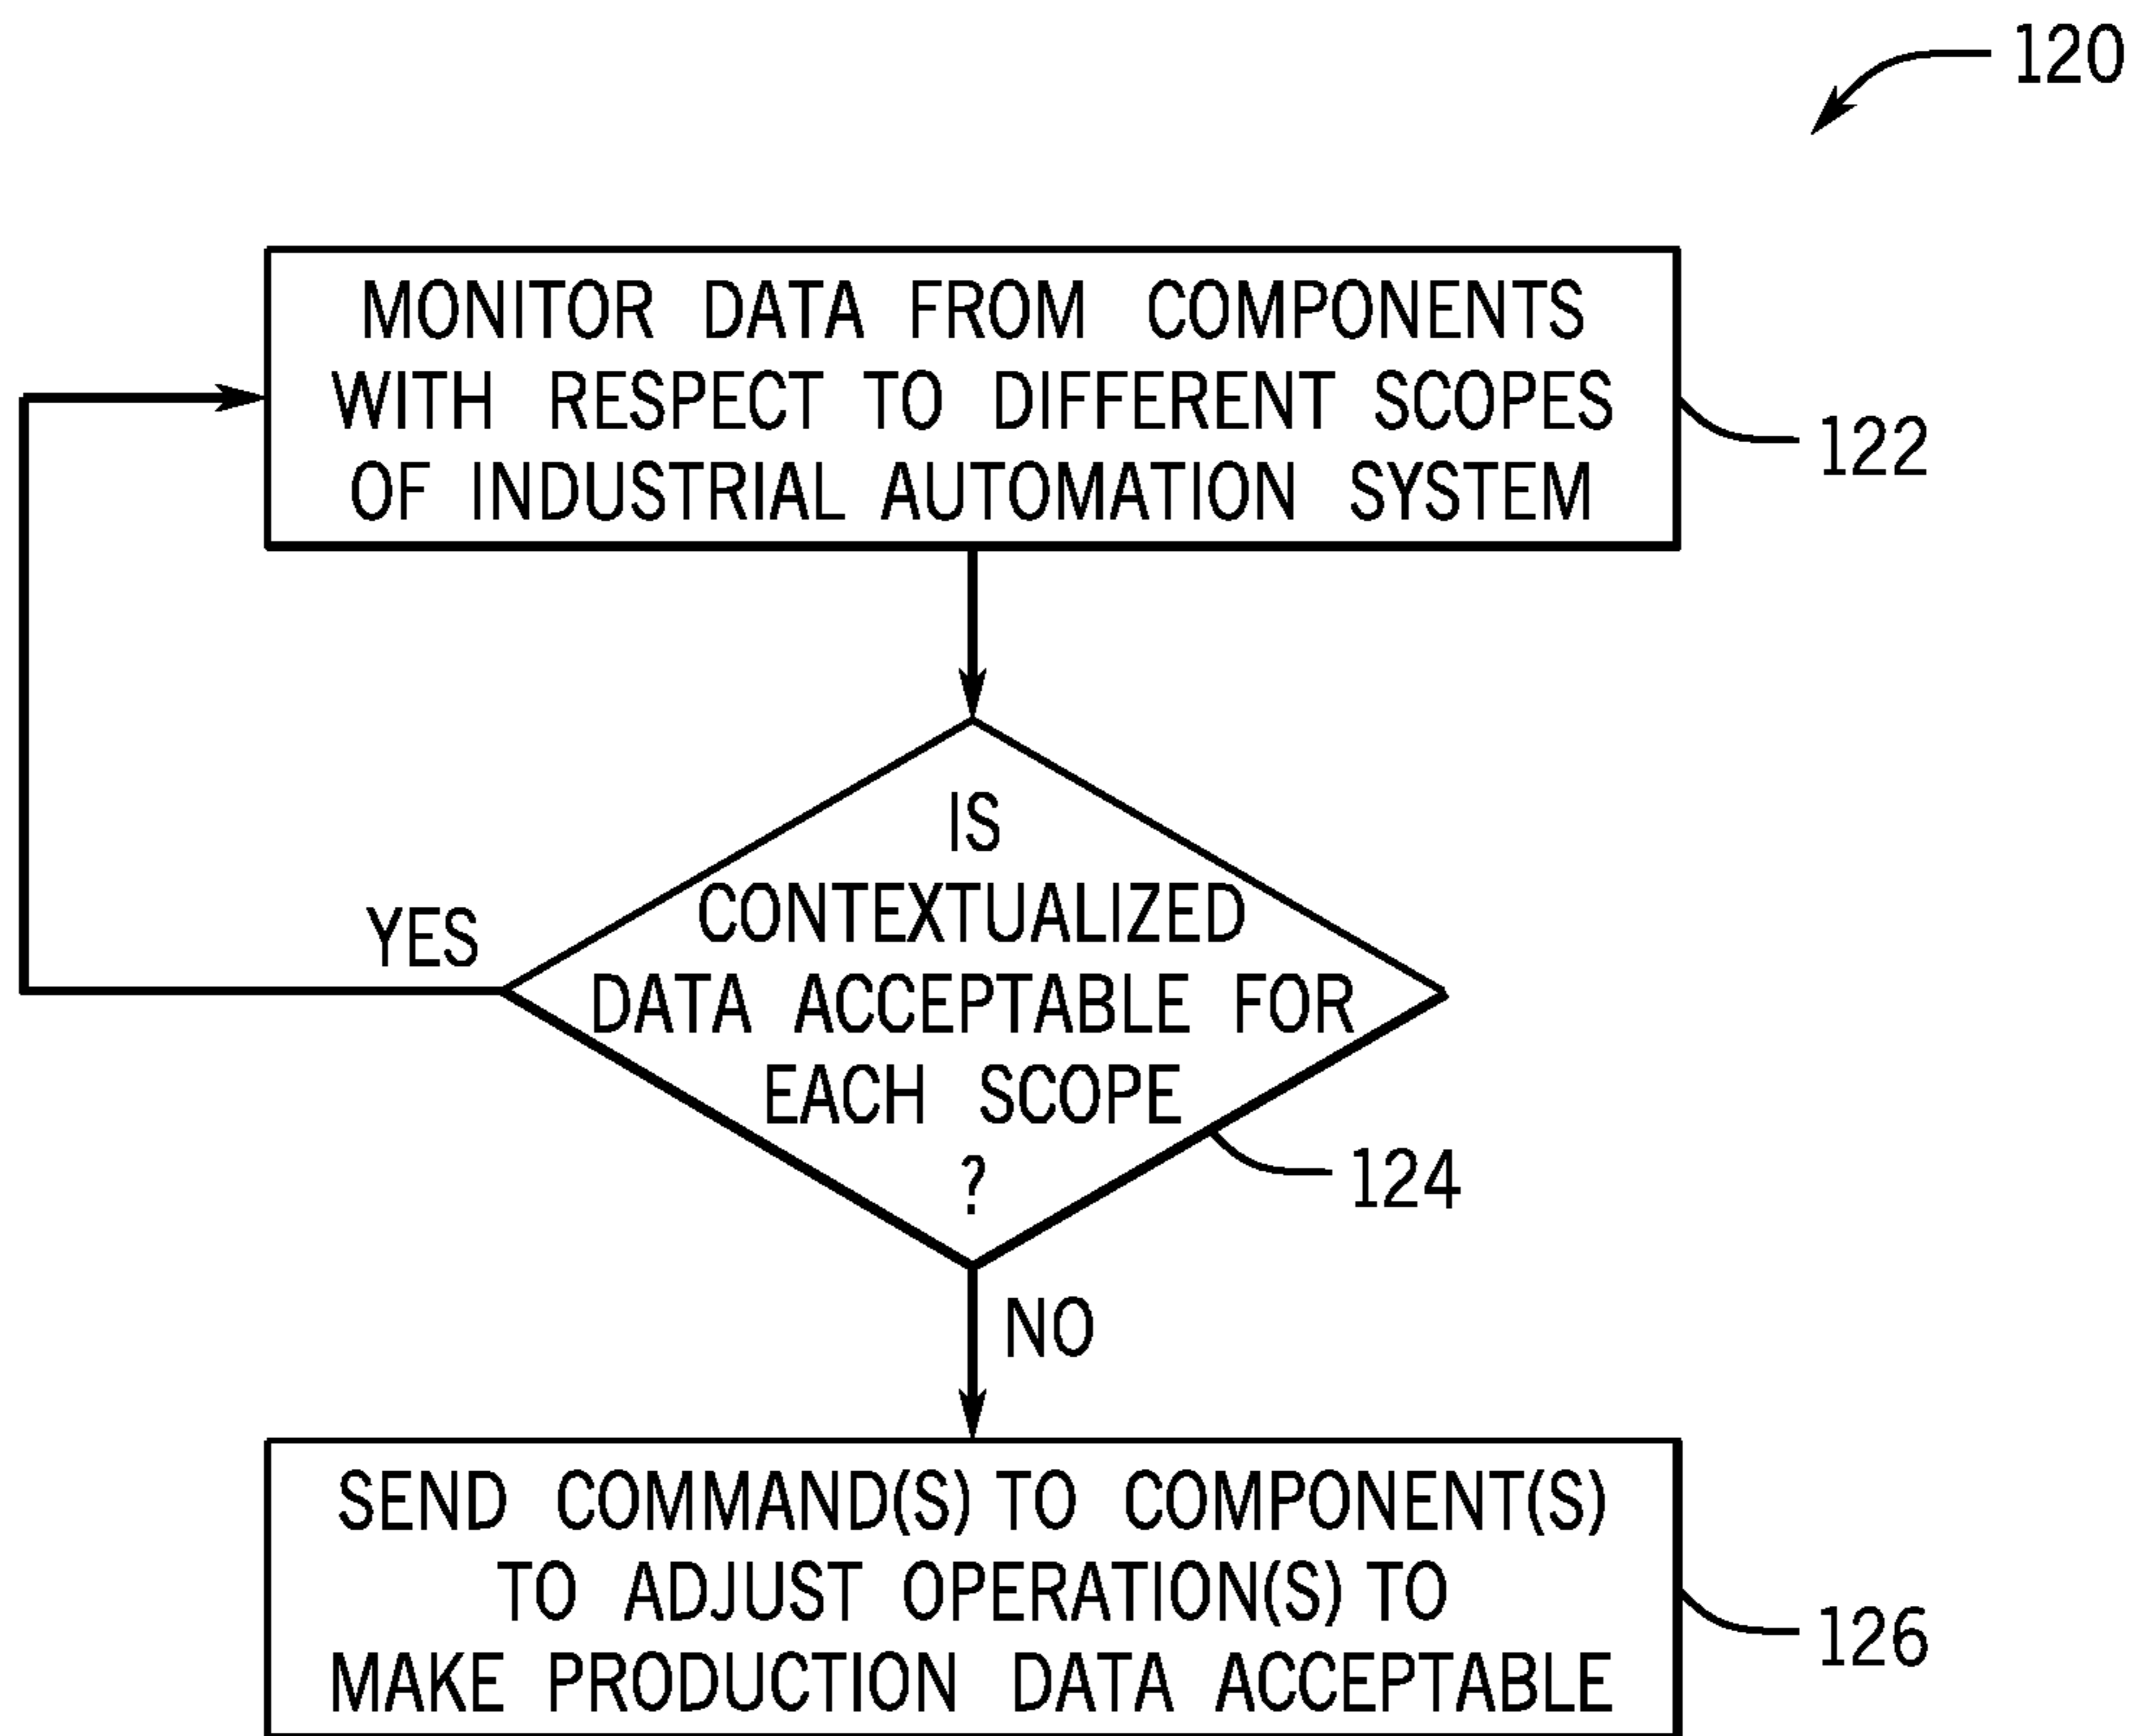 120
MONITOR DATA FROM COMPONENTS
WITH RESPECT TO DIFFERENT SCOPES
OF INDUSTRIAL AUTOMATION SYSTEM
122
IS
CONTEXTUALIZED
DATA ACCEPTABLE FOR
EACH SCOPE
?
YES
124
NO
SEND COMMAND(S) TO COMPONENT(S)
TO ADJUST OPERATION(S) TO
MAKE PRODUCTION DATA ACCEPTABLE
126